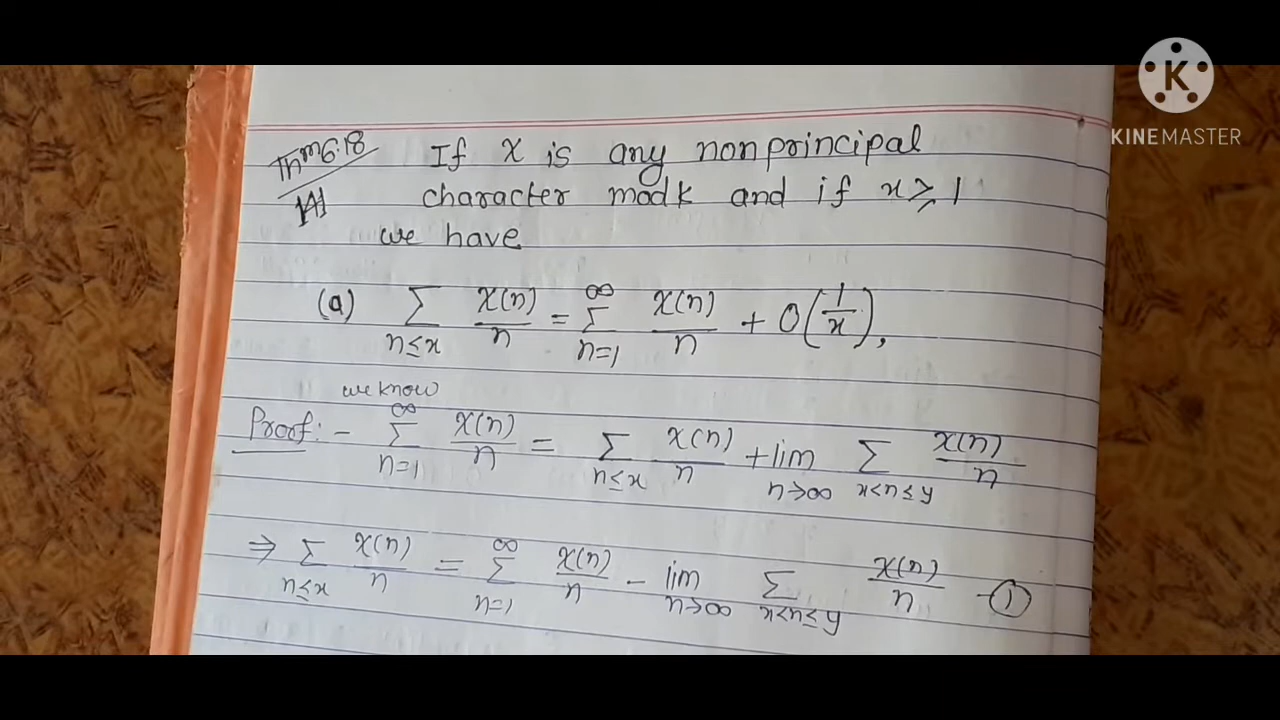 KINEMASTER
Thm 6.18 If χ is any nonprincipal
character mod k and if x ≥ 1
we have
(a) Σ_{n≤x} χ(n)/n = Σ_{n=1}^{∞} χ(n)/n + O(1/x),
we know
Proof:- Σ_{n=1}^{∞} χ(n)/n = Σ_{n≤x} χ(n)/n + lim_{n→∞} Σ_{x<n≤y} χ(n)/n
⇒ Σ_{n≤x} χ(n)/n = Σ_{n=1}^{∞} χ(n)/n - lim_{n→∞} Σ_{x<n≤y} χ(n)/n -①